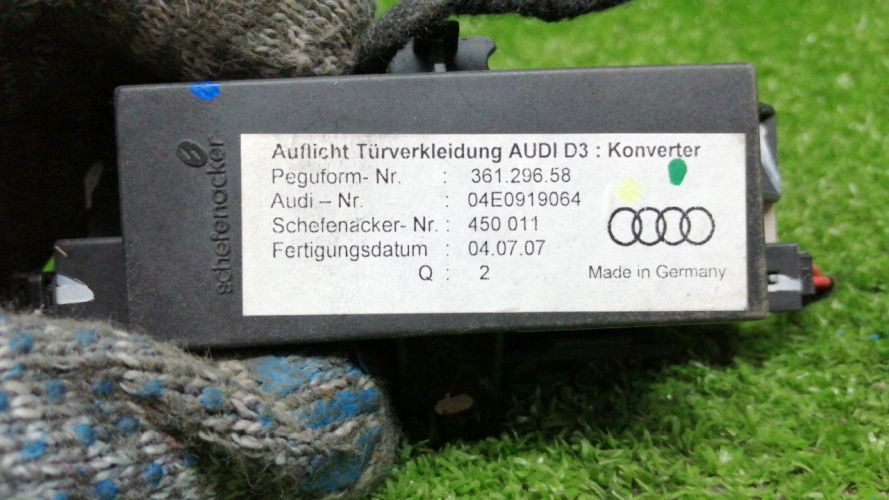 schefenacker
Auflicht Türverkleidung AUDI D3 : Konverter
Peguform- Nr. : 361.296.58
Audi – Nr. : 04E0919064
Schefenacker- Nr. : 450 011
Fertigungsdatum : 04.07.07
Q : 2
Made in Germany